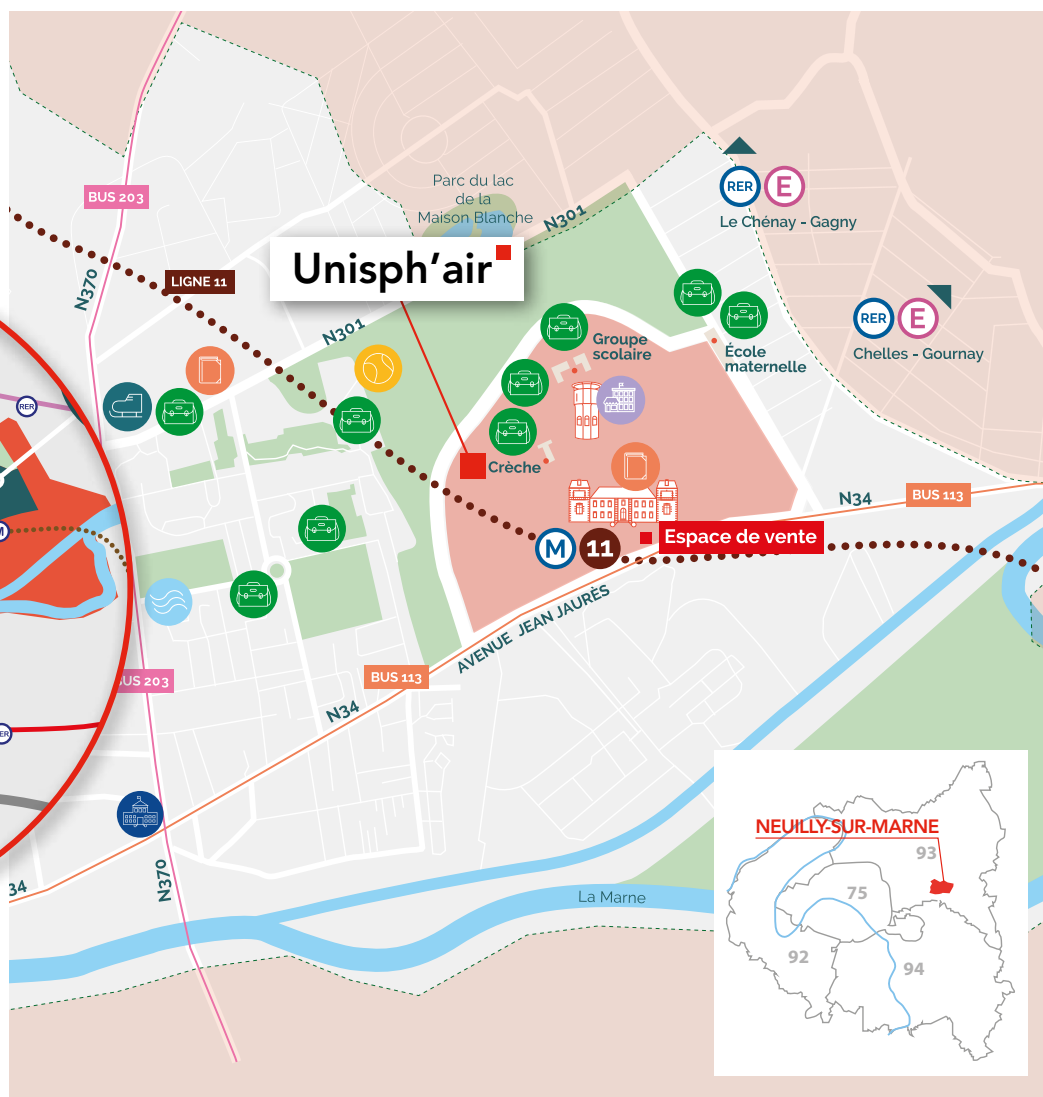 Parc du lac
de la
Maison Blanche
RER E
Le Chénay - Gagny
BUS 203
N301
Unisph'air
N370
LIGNE 11
N301
RER E
Chelles - Gournay
Groupe
scolaire
École
maternelle
RER
Crèche
N34
BUS 113
M 11
Espace de vente
M
AVENUE JEAN JAURÈS
BUS 113
BUS 203
N34
N370
34
La Marne
NEUILLY-SUR-MARNE
93
75
92
94